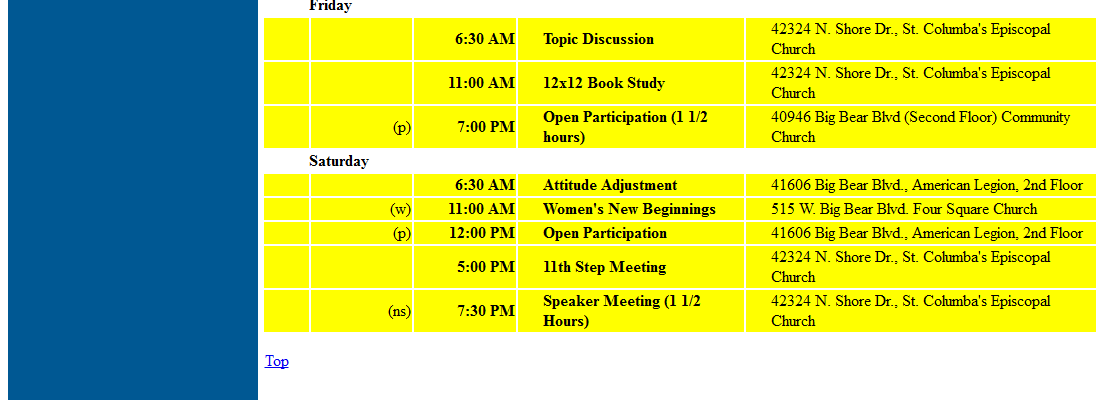 Friday
6:30 AM Topic Discussion 42324 N. Shore Dr., St. Columba's Episcopal
Church
11:00 AM 12x12 Book Study 42324 N. Shore Dr., St. Columba's Episcopal
Church
(p) 7:00 PM Open Participation (1 1/2 40946 Big Bear Blvd (Second Floor) Community
hours) Church
Saturday
6:30 AM Attitude Adjustment 41606 Big Bear Blvd., American Legion, 2nd Floor
(w) 11:00 AM Women's New Beginnings 515 W. Big Bear Blvd. Four Square Church
(p) 12:00 PM Open Participation 41606 Big Bear Blvd., American Legion, 2nd Floor
5:00 PM 11th Step Meeting 42324 N. Shore Dr., St. Columba's Episcopal
Church
(ns) 7:30 PM Speaker Meeting (1 1/2 42324 N. Shore Dr., St. Columba's Episcopal
Hours) Church
Top